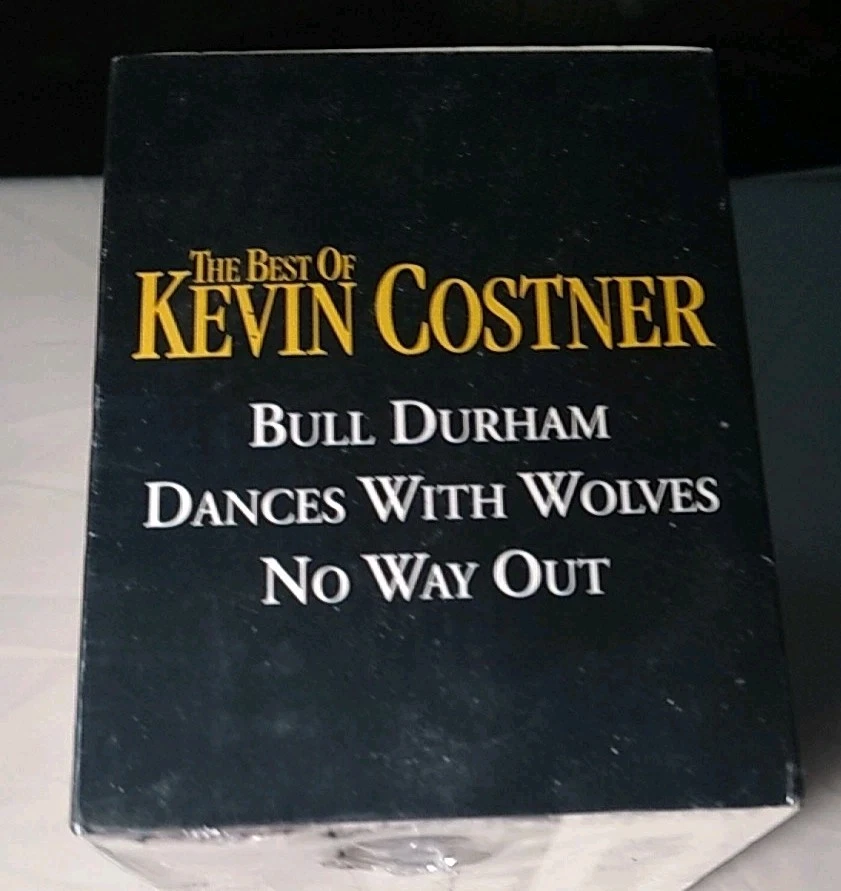 The Best Of
Kevin Costner
Bull Durham
Dances With Wolves
No Way Out